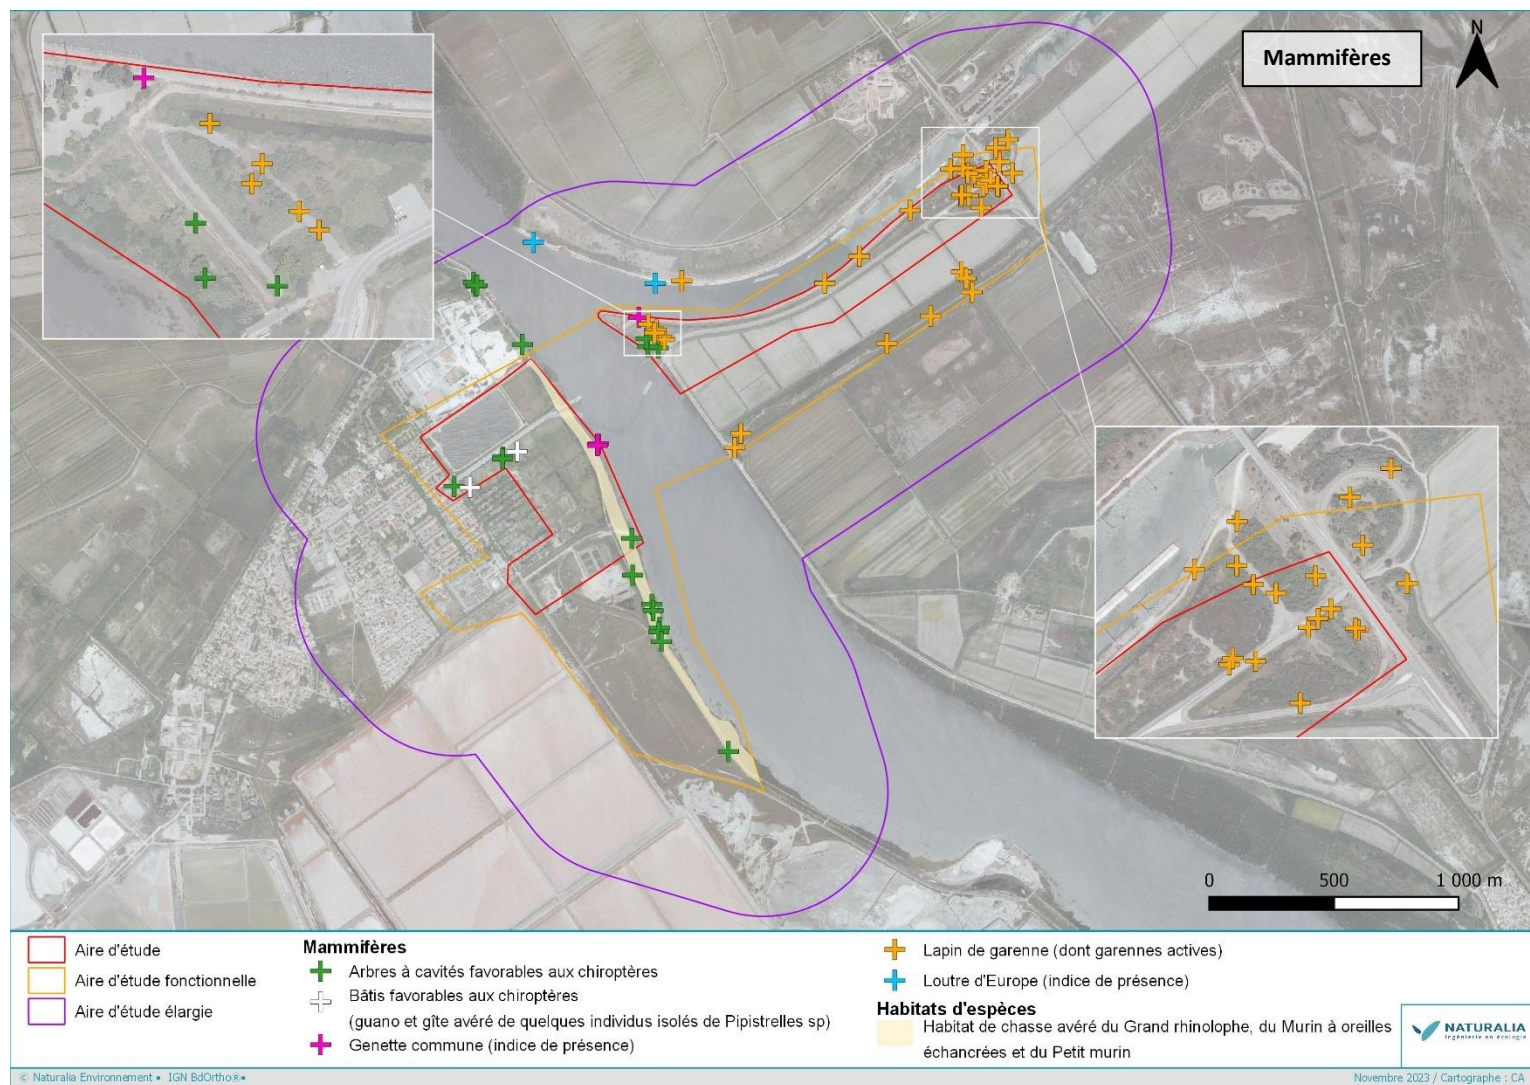 Mammifères
N
0 500 1 000 m
Aire d'étude
Aire d'étude fonctionnelle
Aire d'étude élargie
Mammifères
Arbres à cavités favorables aux chiroptères
Bâtis favorables aux chiroptères
(guano et gîte avéré de quelques individus isolés de Pipistrelles sp)
Genette commune (indice de présence)
Lapin de garenne (dont garennes actives)
Loutre d'Europe (indice de présence)
Habitats d'espèces
Habitat de chasse avéré du Grand rhinolophe, du Murin à oreilles
échancrées et du Petit murin
NATURALIA
Ingénierie en écologie
© Naturalia Environnement • IGN BdOrtho®•
Novembre 2023 / Cartographe : CA